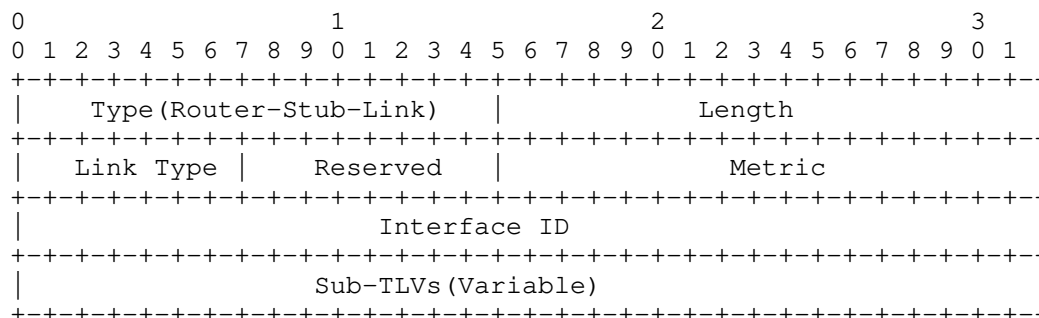 0                   1                   2                   3
0 1 2 3 4 5 6 7 8 9 0 1 2 3 4 5 6 7 8 9 0 1 2 3 4 5 6 7 8 9 0 1
+-+-+-+-+-+-+-+-+-+-+-+-+-+-+-+-+-+-+-+-+-+-+-+-+-+-+-+-+-+-+-+-
|    Type(Router-Stub-Link)   |            Length
+-+-+-+-+-+-+-+-+-+-+-+-+-+-+-+-+-+-+-+-+-+-+-+-+-+-+-+-+-+-+-+-
|   Link Type |    Reserved   |              Metric
+-+-+-+-+-+-+-+-+-+-+-+-+-+-+-+-+-+-+-+-+-+-+-+-+-+-+-+-+-+-+-+-
|                      Interface ID
+-+-+-+-+-+-+-+-+-+-+-+-+-+-+-+-+-+-+-+-+-+-+-+-+-+-+-+-+-+-+-+-
|                  Sub-TLVs(Variable)
+-+-+-+-+-+-+-+-+-+-+-+-+-+-+-+-+-+-+-+-+-+-+-+-+-+-+-+-+-+-+-+-